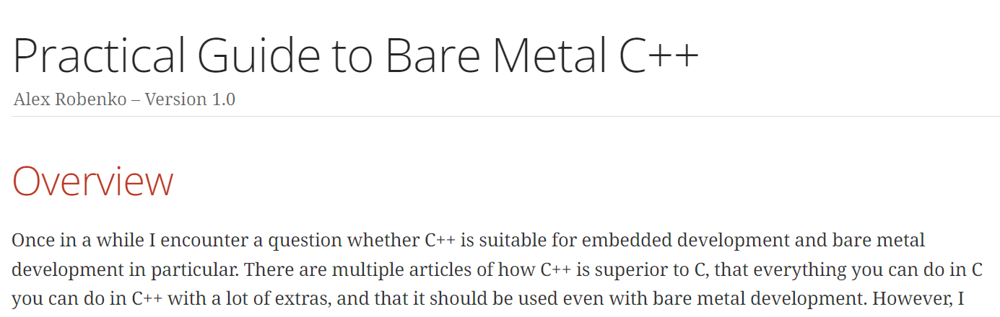 Practical Guide to Bare Metal C++
Alex Robenko – Version 1.0
Overview
Once in a while I encounter a question whether C++ is suitable for embedded development and bare metal
development in particular. There are multiple articles of how C++ is superior to C, that everything you can do in C
you can do in C++ with a lot of extras, and that it should be used even with bare metal development. However, I